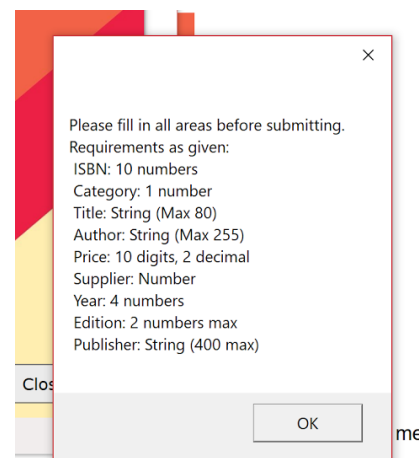 Please fill in all areas before submitting.
Requirements as given:
ISBN: 10 numbers
Category: 1 number
Title: String (Max 80)
Author: String (Max 255)
Price: 10 digits, 2 decimal
Supplier: Number
Year: 4 numbers
Edition: 2 numbers max
Publisher: String (400 max)
Clos
OK
me